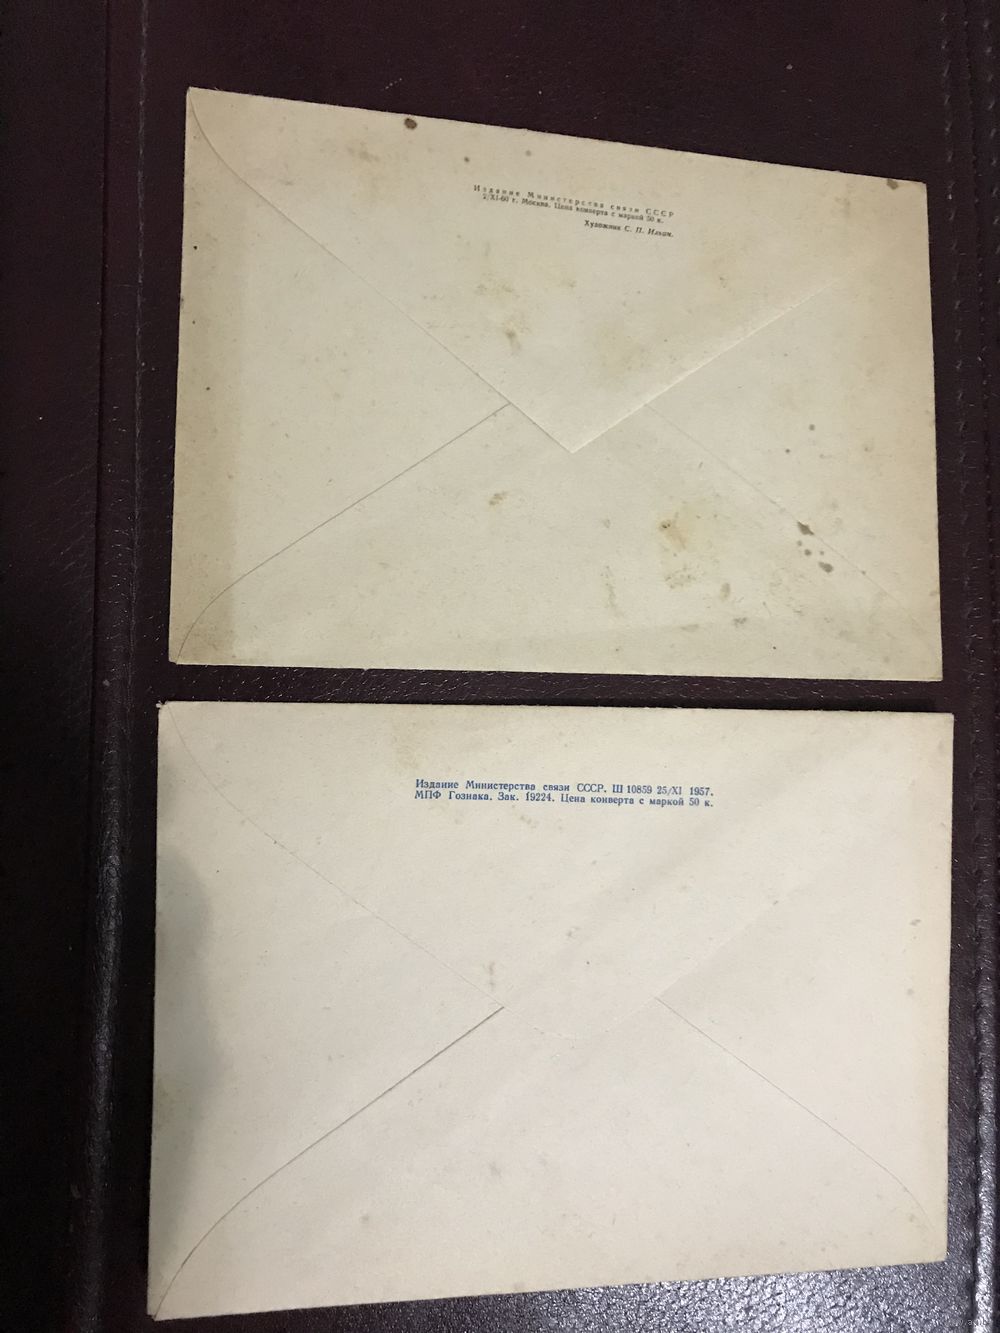 Издание Министерства связи СССР
2/XI-60 г. Москва. Цена конверта с маркой 50 к.
Художник С. П.
Издание Министерства связи СССР. Ш 10859 25/XI 1957.
МПФ Гознака. Зак. 19224. Цена конверта с маркой 50 к.